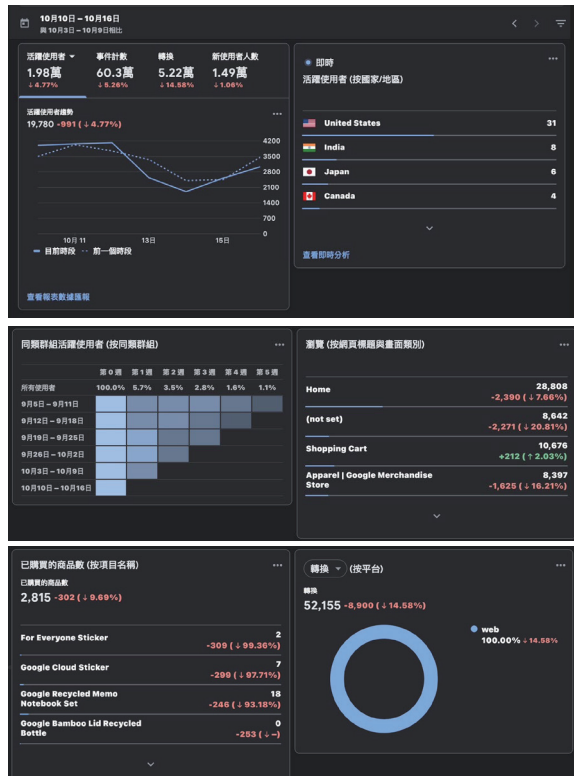 10月10日 – 10月16日
與 10月3日 – 10月9日相比
活躍使用者
事件計數
轉換
新使用者人數
1.98萬
60.3萬
5.22萬
1.49萬
↓4.77%
↓5.26%
↓14.58%
↓1.06%
活躍使用者趨勢
19,780 -991 (↓4.77%)
4200
3500
2800
2100
1400
700
0
10月 11
13日
15日
目前時段
前一個時段
查看報表數據匯報
即時
活躍使用者 (按國家/地區)
United States 31
India 8
Japan 6
Canada 4
查看即時分析
同類群組活躍使用者 (按同類群組)
第 0 週 第 1 週 第 2 週 第 3 週 第 4 週 第 5 週
所有使用者 100.0% 5.7% 3.5% 2.8% 1.6% 1.1%
9月5日 – 9月11日
9月12日 – 9月18日
9月19日 – 9月25日
9月26日 – 10月2日
10月3日 – 10月9日
10月10日 – 10月16日
瀏覽 (按網頁標題與畫面類別)
Home 28,808
-2,390 (↓7.66%)
(not set) 8,642
-2,271 (↓20.81%)
Shopping Cart 10,676
+212 (↑2.03%)
Apparel | Google Merchandise 8,397
Store -1,625 (↓16.21%)
已購買的商品數 (按項目名稱)
已購買的商品數
2,815 -302 (↓9.69%)
For Everyone Sticker 2
-309 (↓99.36%)
Google Cloud Sticker 7
-299 (↓97.71%)
Google Recycled Memo 18
Notebook Set -246 (↓93.18%)
Google Bamboo Lid Recycled 0
Bottle -253 (↓–)
轉換 (按平台)
轉換
52,155 -8,900 (↓14.58%)
web
100.00% ↓14.58%